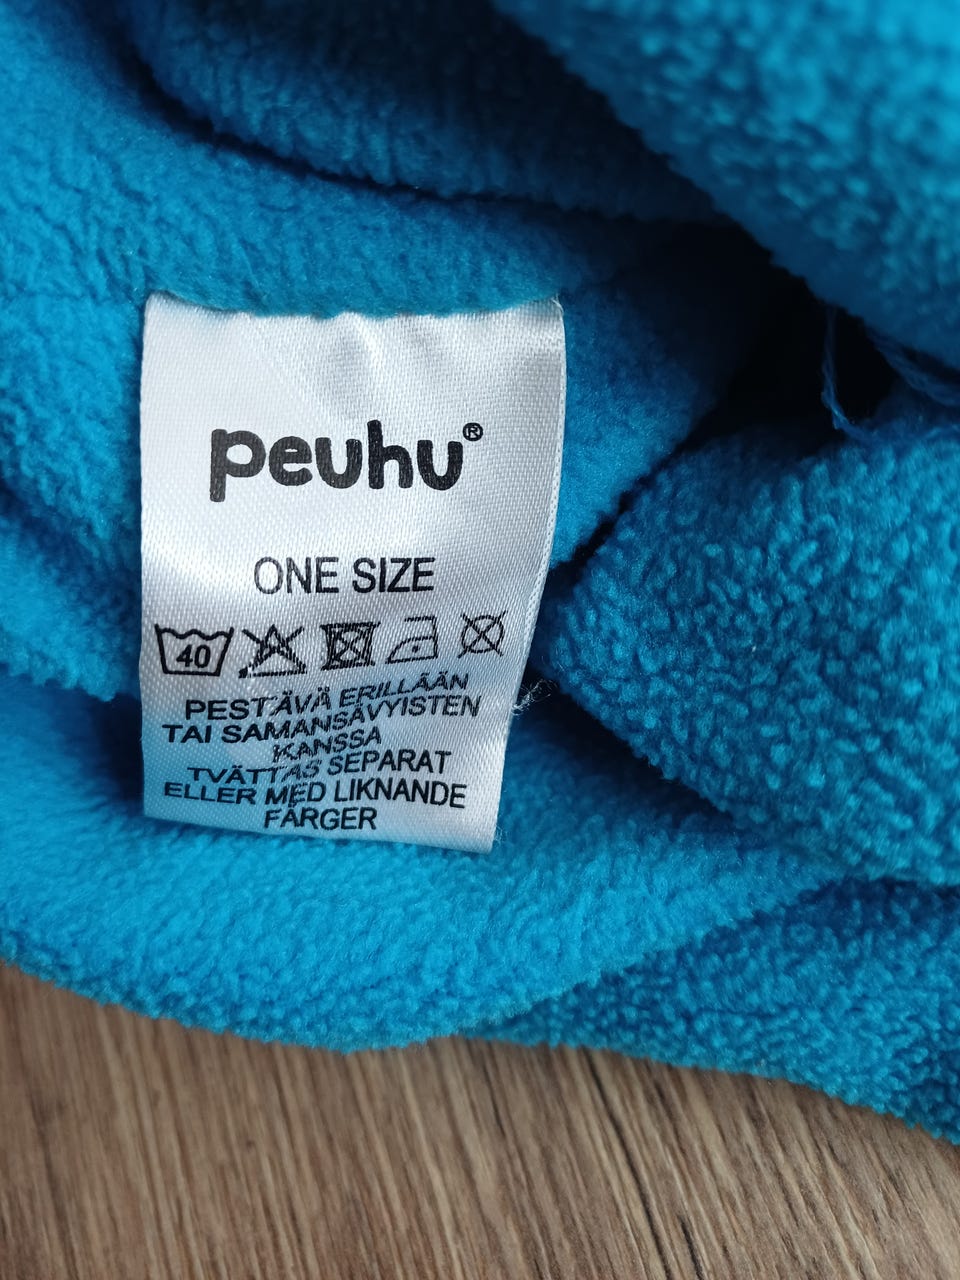 peuhu®
ONE SIZE
40
PESTÄVÄ ERILLÄÄN
TAI SAMANSÄVYISTEN
KANSSA
TVÄTTAS SEPARAT
ELLER MED LIKNANDE
FÄRGER